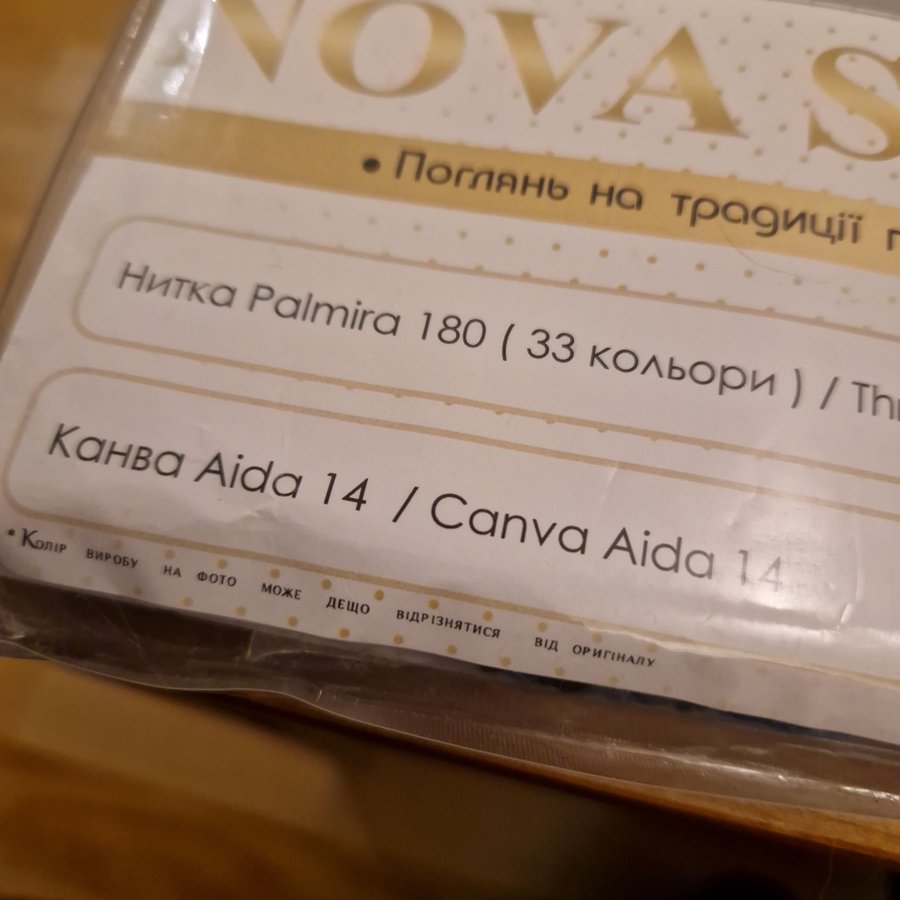 NOVA S
• Поглянь на традиції
Нитка Palmira 180 ( 33 кольори ) / Th
Канва Aida 14 / Canva Aida 14
* Колір виробу на фото може дещо відрізнятися від оригіналу